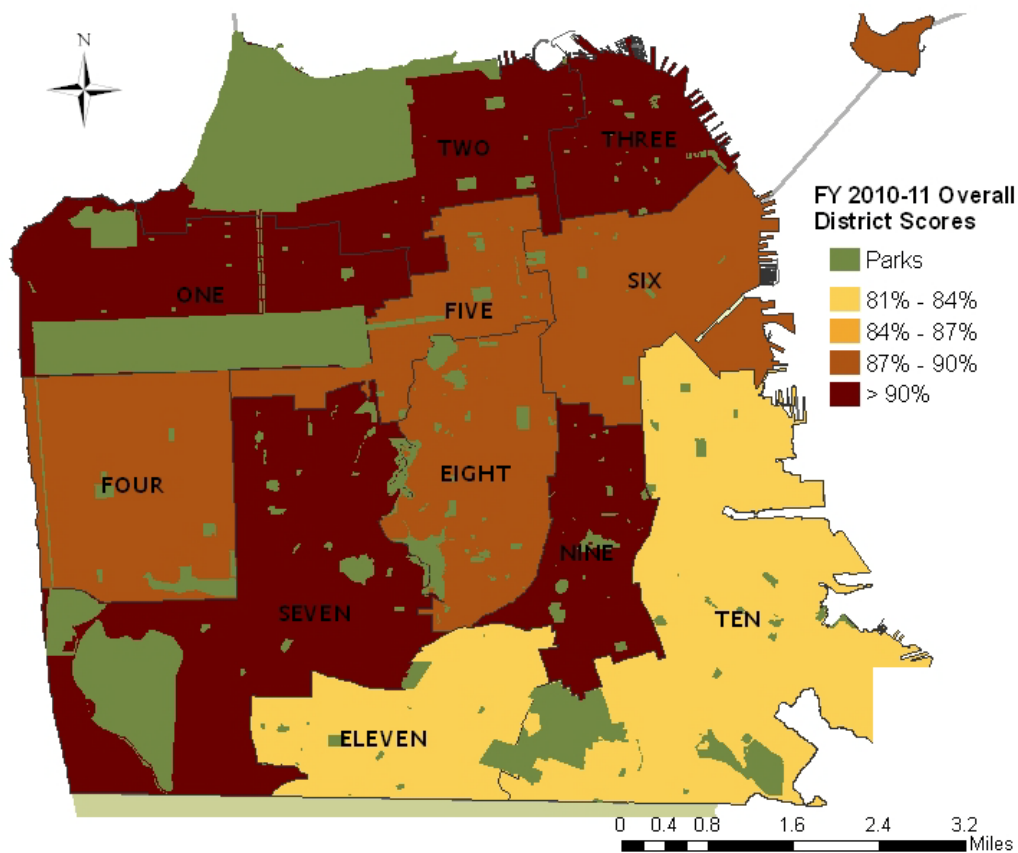 N
TWO
THREE
FY 2010-11 Overall
District Scores
Parks
81% - 84%
84% - 87%
87% - 90%
> 90%
ONE
FIVE
SIX
FOUR
EIGHT
NINE
SEVEN
TEN
ELEVEN
0 0.4 0.8 1.6 2.4 3.2
Miles